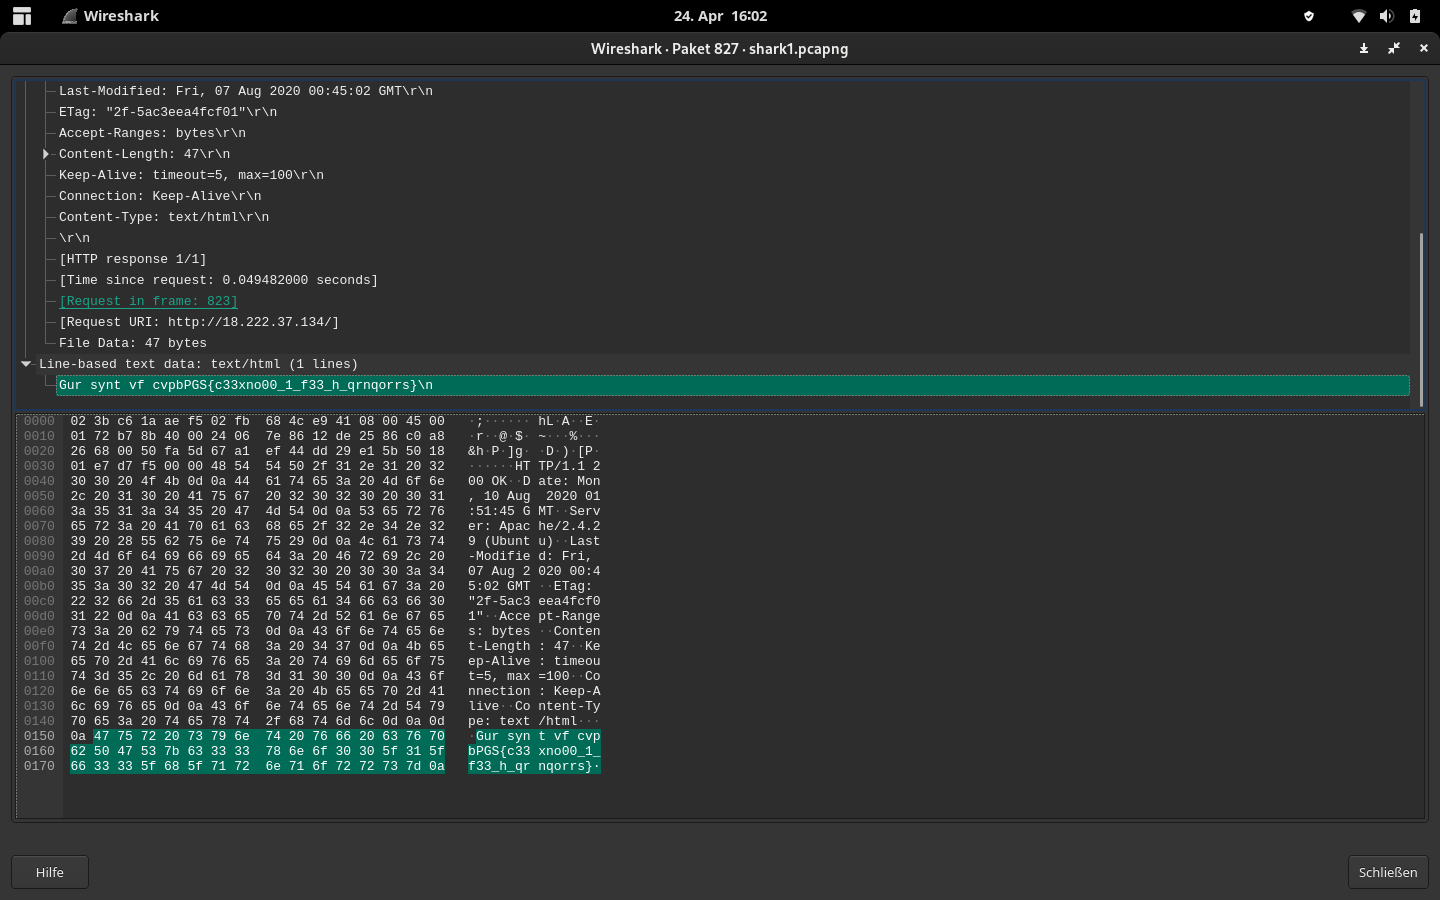 Wireshark
24. Apr 16:02
Wireshark · Paket 827 · shark1.pcapng
Last-Modified: Fri, 07 Aug 2020 00:45:02 GMT\r\n
ETag: "2f-5ac3eea4fcf01"\r\n
Accept-Ranges: bytes\r\n
Content-Length: 47\r\n
Keep-Alive: timeout=5, max=100\r\n
Connection: Keep-Alive\r\n
Content-Type: text/html\r\n
\r\n
[HTTP response 1/1]
[Time since request: 0.049482000 seconds]
[Request in frame: 823]
[Request URI: http://18.222.37.134/]
File Data: 47 bytes
Line-based text data: text/html (1 lines)
Gur synt vf cvpbPGS{c33xno00_1_f33_h_qrnqorrs}\n
0000 02 3b c6 1a ae f5 02 fb 68 4c e9 41 08 00 45 00 ·;······ hL·A··E·
0010 01 72 b7 8b 40 00 24 06 7e 86 12 de 25 86 c0 a8 ·r··@·$· ~···%···
0020 26 68 00 50 fa 5d 67 a1 ef 44 dd 29 e1 5b 50 18 &h·P·]g· ·D·)·[P·
0030 01 e7 d7 f5 00 00 48 54 54 50 2f 31 2e 31 20 32 ······HT TP/1.1 2
0040 30 30 20 4f 4b 0d 0a 44 61 74 65 3a 20 4d 6f 6e 00 OK··D ate: Mon
0050 2c 20 31 30 20 41 75 67 20 32 30 32 30 20 30 31 , 10 Aug  2020 01
0060 3a 35 31 3a 34 35 20 47 4d 54 0d 0a 53 65 72 76 :51:45 G MT··Serv
0070 65 72 3a 20 41 70 61 63 68 65 2f 32 2e 34 2e 32 er: Apac he/2.4.2
0080 39 20 28 55 62 75 6e 74 75 29 0d 0a 4c 61 73 74 9 (Ubunt u)··Last
0090 2d 4d 6f 64 69 66 69 65 64 3a 20 46 72 69 2c 20 -Modifie d: Fri, 
00a0 30 37 20 41 75 67 20 32 30 32 30 20 30 30 3a 34 07 Aug 2 020 00:4
00b0 35 3a 30 32 20 47 4d 54 0d 0a 45 54 61 67 3a 20 5:02 GMT ··ETag: 
00c0 22 32 66 2d 35 61 63 33 65 65 61 34 66 63 66 30 "2f-5ac3 eea4fcf0
00d0 31 22 0d 0a 41 63 63 65 70 74 2d 52 61 6e 67 65 1"··Acce pt-Range
00e0 73 3a 20 62 79 74 65 73 0d 0a 43 6f 6e 74 65 6e s: bytes ··Conten
00f0 74 2d 4c 65 6e 67 74 68 3a 20 34 37 0d 0a 4b 65 t-Length : 47··Ke
0100 65 70 2d 41 6c 69 76 65 3a 20 74 69 6d 65 6f 75 ep-Alive : timeou
0110 74 3d 35 2c 20 6d 61 78 3d 31 30 30 0d 0a 43 6f t=5, max =100··Co
0120 6e 6e 65 63 74 69 6f 6e 3a 20 4b 65 65 70 2d 41 nnection : Keep-A
0130 6c 69 76 65 0d 0a 43 6f 6e 74 65 6e 74 2d 54 79 live··Co ntent-Ty
0140 70 65 3a 20 74 65 78 74 2f 68 74 6d 6c 0d 0a 0d pe: text /html···
0150 0a 47 75 72 20 73 79 6e 74 20 76 66 20 63 76 70 ·Gur syn t vf cvp
0160 62 50 47 53 7b 63 33 33 78 6e 6f 30 30 5f 31 5f bPGS{c33 xno00_1_
0170 66 33 33 5f 68 5f 71 72 6e 71 6f 72 72 73 7d 0a f33_h_qr nqorrs}·
Hilfe
Schließen